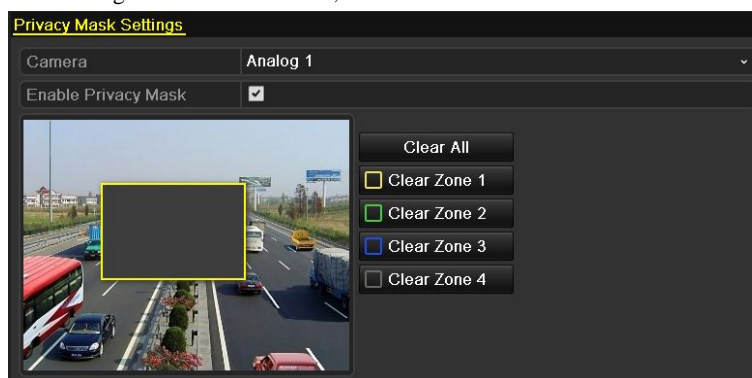 Privacy Mask Settings
Camera Analog 1
Enable Privacy Mask
Clear All
Clear Zone 1
Clear Zone 2
Clear Zone 3
Clear Zone 4